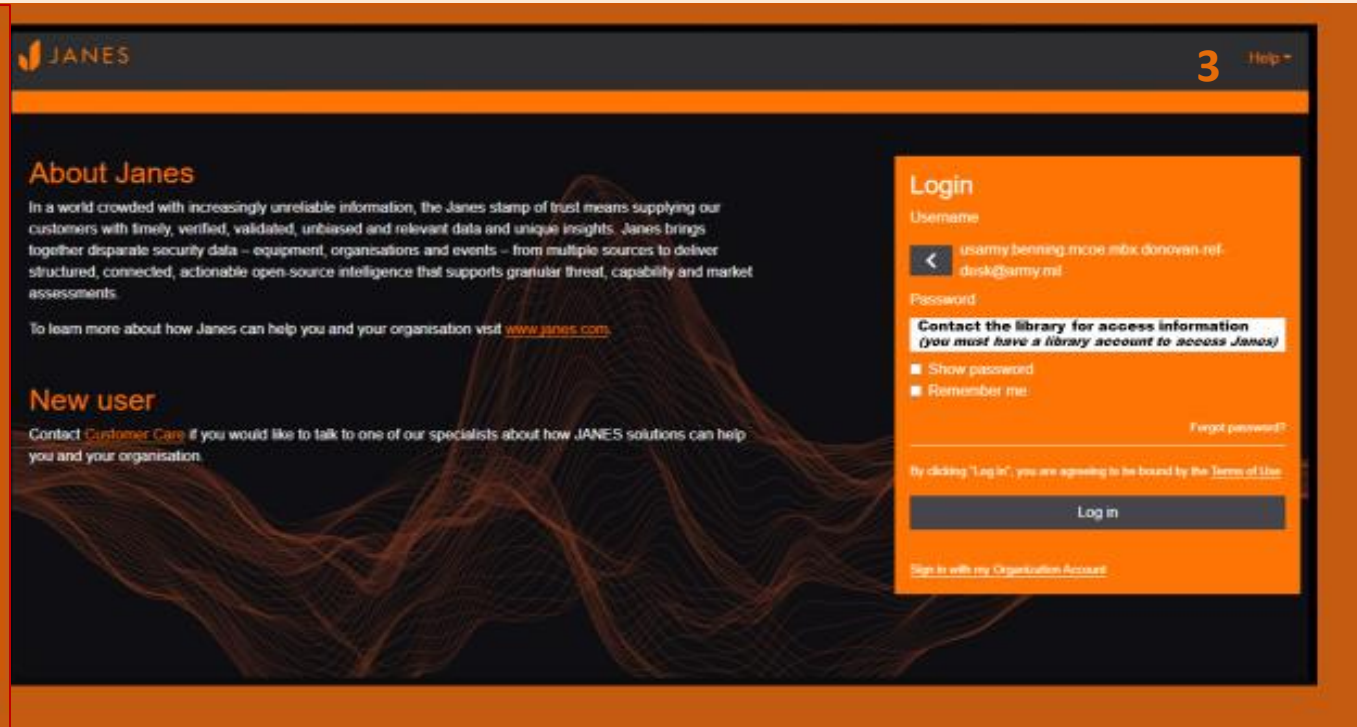 JANES
3
Help
About Janes
In a world crowded with increasingly unreliable information, the Janes stamp of trust means supplying our
customers with timely, verified, validated, unbiased and relevant data and unique insights. Janes brings
together disparate security data – equipment, organisations and events – from multiple sources to deliver
structured, connected, actionable open-source intelligence that supports granular threat, capability and market
assessments.
To learn more about how Janes can help you and your organisation visit www.janes.com.
New user
Contact Customer Care if you would like to talk to one of our specialists about how JANES solutions can help
you and your organisation.
Login
Username
usarmy.benning.mcoe.mbx.donovan-ref-
desk@army.mil
Password
Contact the library for access information
(you must have a library account to access Janes)
Show password
Remember me
Forgot password?
By clicking "Log in", you are agreeing to be bound by the Terms of Use
Log in
Sign in with my Organization Account